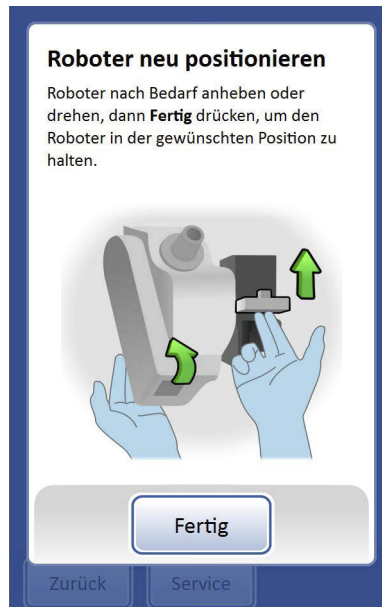 Roboter neu positionieren
Roboter nach Bedarf anheben oder
drehen, dann Fertig drücken, um den
Roboter in der gewünschten Position zu
halten.
Fertig
Zurück
Service